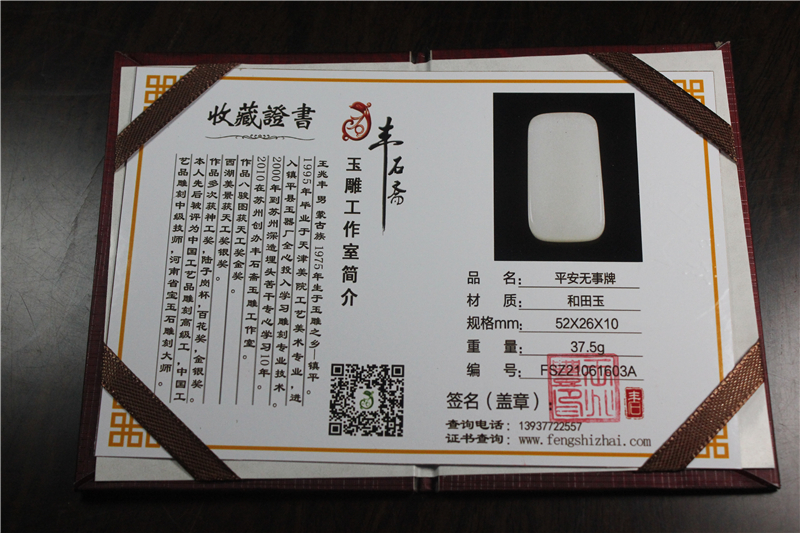 收藏證書
丰石斋
玉雕工作室简介
王兆丰 男 蒙古族 1975年生于玉雕之乡—镇平。
1995年毕业于天津美院工艺美术专业，进
入镇平县玉器厂全心投入学习雕刻专业技术。
2000年到苏州深造埋头苦干专心学习10年。
2010在苏州创办丰石斋玉雕工作室。
作品八骏图获天工奖金奖。
西湖美景获天工奖银奖。
作品多次获神工奖，陆子岗杯，百花奖，金银奖。
本人先后被评为中国工艺品雕刻高级工，中国工
艺品雕刻中级技师，河南省宝玉石雕刻大师。
品 名： 平安无事牌
材 质： 和田玉
规格mm： 52X26X10
重 量： 37.5g
编 号： FSZ21061603A
签名（盖章）：
查询电话：13937722557
证书查询：www.fengshizhai.com